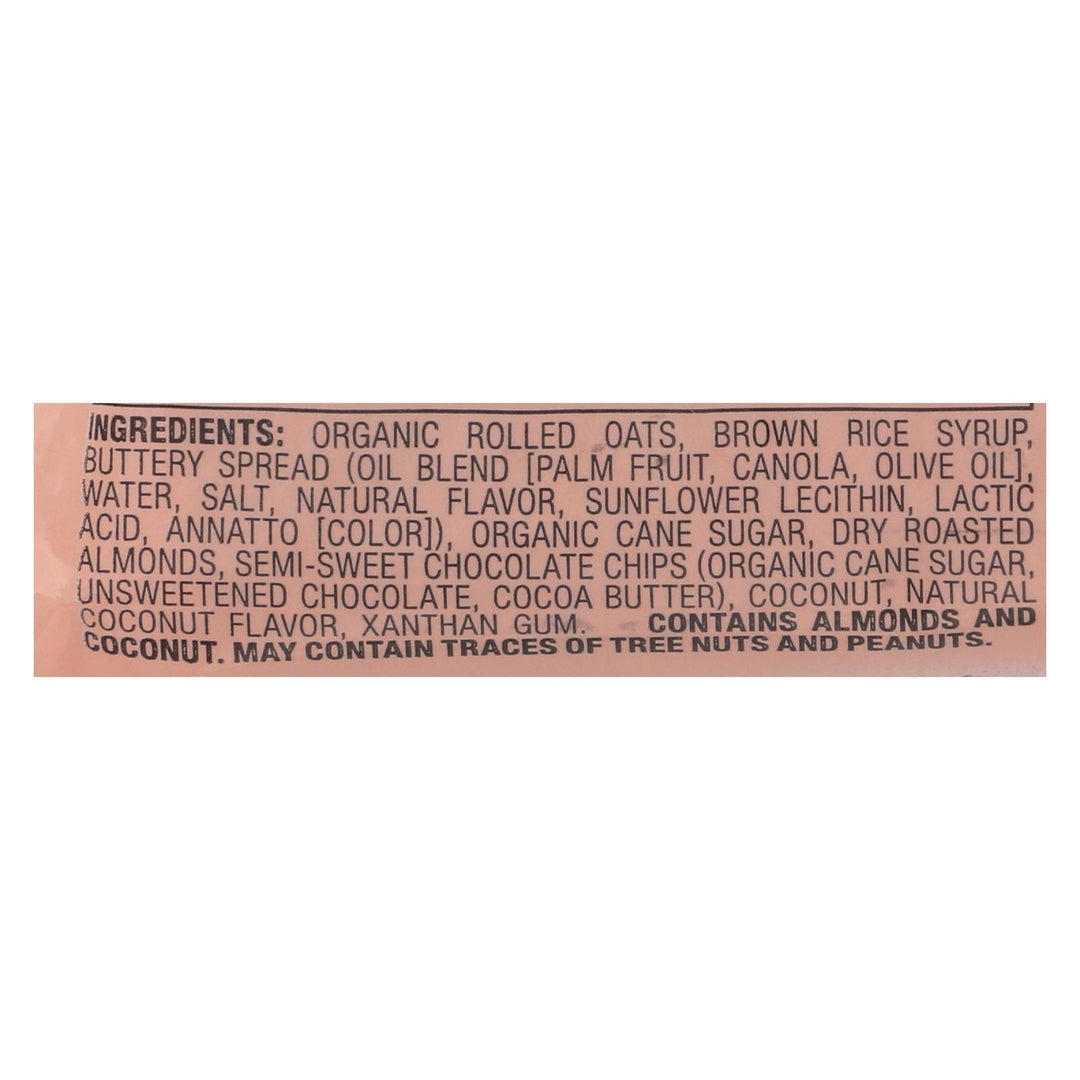 INGREDIENTS: ORGANIC ROLLED OATS, BROWN RICE SYRUP,
BUTTERY SPREAD (OIL BLEND [PALM FRUIT, CANOLA, OLIVE OIL],
WATER, SALT, NATURAL FLAVOR, SUNFLOWER LECITHIN, LACTIC
ACID, ANNATTO [COLOR]), ORGANIC CANE SUGAR, DRY ROASTED
ALMONDS, SEMI-SWEET CHOCOLATE CHIPS (ORGANIC CANE SUGAR,
UNSWEETENED CHOCOLATE, COCOA BUTTER), COCONUT, NATURAL
COCONUT FLAVOR, XANTHAN GUM. CONTAINS ALMONDS AND
COCONUT. MAY CONTAIN TRACES OF TREE NUTS AND PEANUTS.